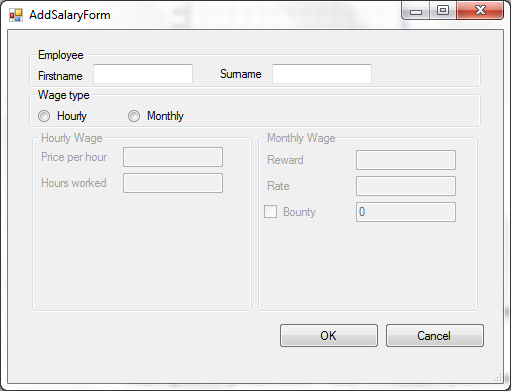 AddSalaryForm
Employee
Firstname Surname
Wage type
Hourly Monthly
Hourly Wage Monthly Wage
Price per hour Reward
Hours worked Rate
Bounty 0
OK Cancel